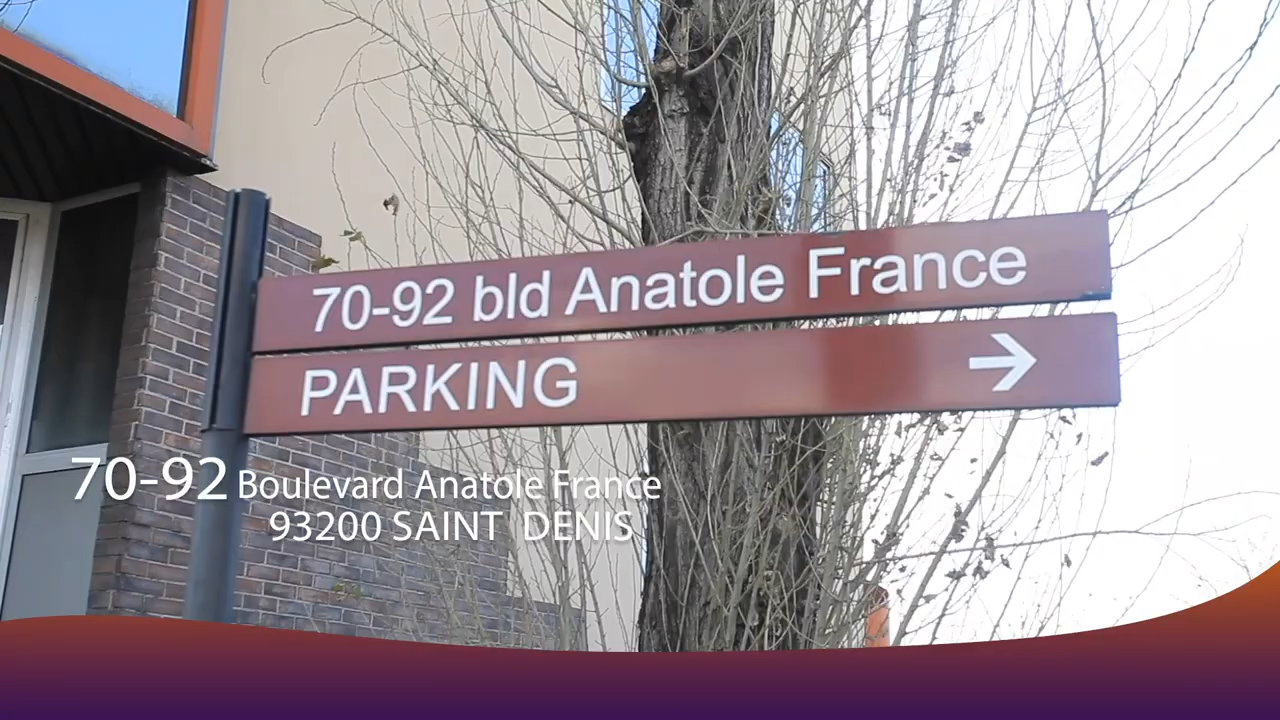 70-92 bld Anatole France
PARKING →
70-92 Boulevard Anatole France
93200 SAINT DENIS